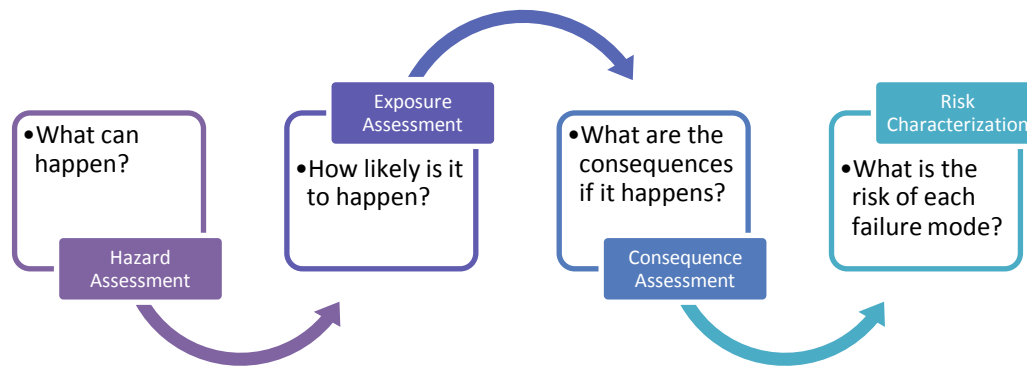 •What can
happen?
Hazard
Assessment
Exposure
Assessment
•How likely is it
to happen?
•What are the
consequences
if it happens?
Consequence
Assessment
Risk
Characterization
•What is the
risk of each
failure mode?